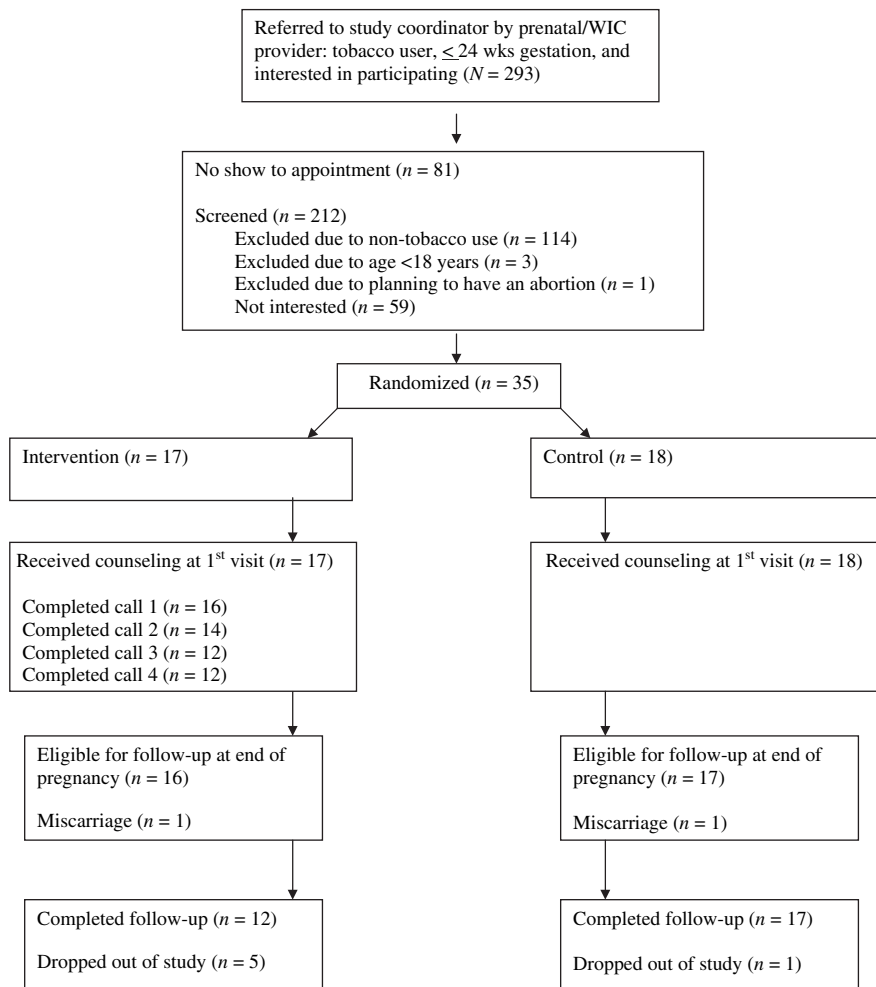 Referred to study coordinator by prenatal/WIC
provider: tobacco user, < 24 wks gestation, and
interested in participating (N = 293)
No show to appointment (n = 81)
Screened (n = 212)
Excluded due to non-tobacco use (n = 114)
Excluded due to age <18 years (n = 3)
Excluded due to planning to have an abortion (n = 1)
Not interested (n = 59)
Randomized (n = 35)
Intervention (n = 17)
Control (n = 18)
Received counseling at 1st visit (n = 17)
Completed call 1 (n = 16)
Completed call 2 (n = 14)
Completed call 3 (n = 12)
Completed call 4 (n = 12)
Received counseling at 1st visit (n = 18)
Eligible for follow-up at end of
pregnancy (n = 16)
Miscarriage (n = 1)
Eligible for follow-up at end of
pregnancy (n = 17)
Miscarriage (n = 1)
Completed follow-up (n = 12)
Dropped out of study (n = 5)
Completed follow-up (n = 17)
Dropped out of study (n = 1)